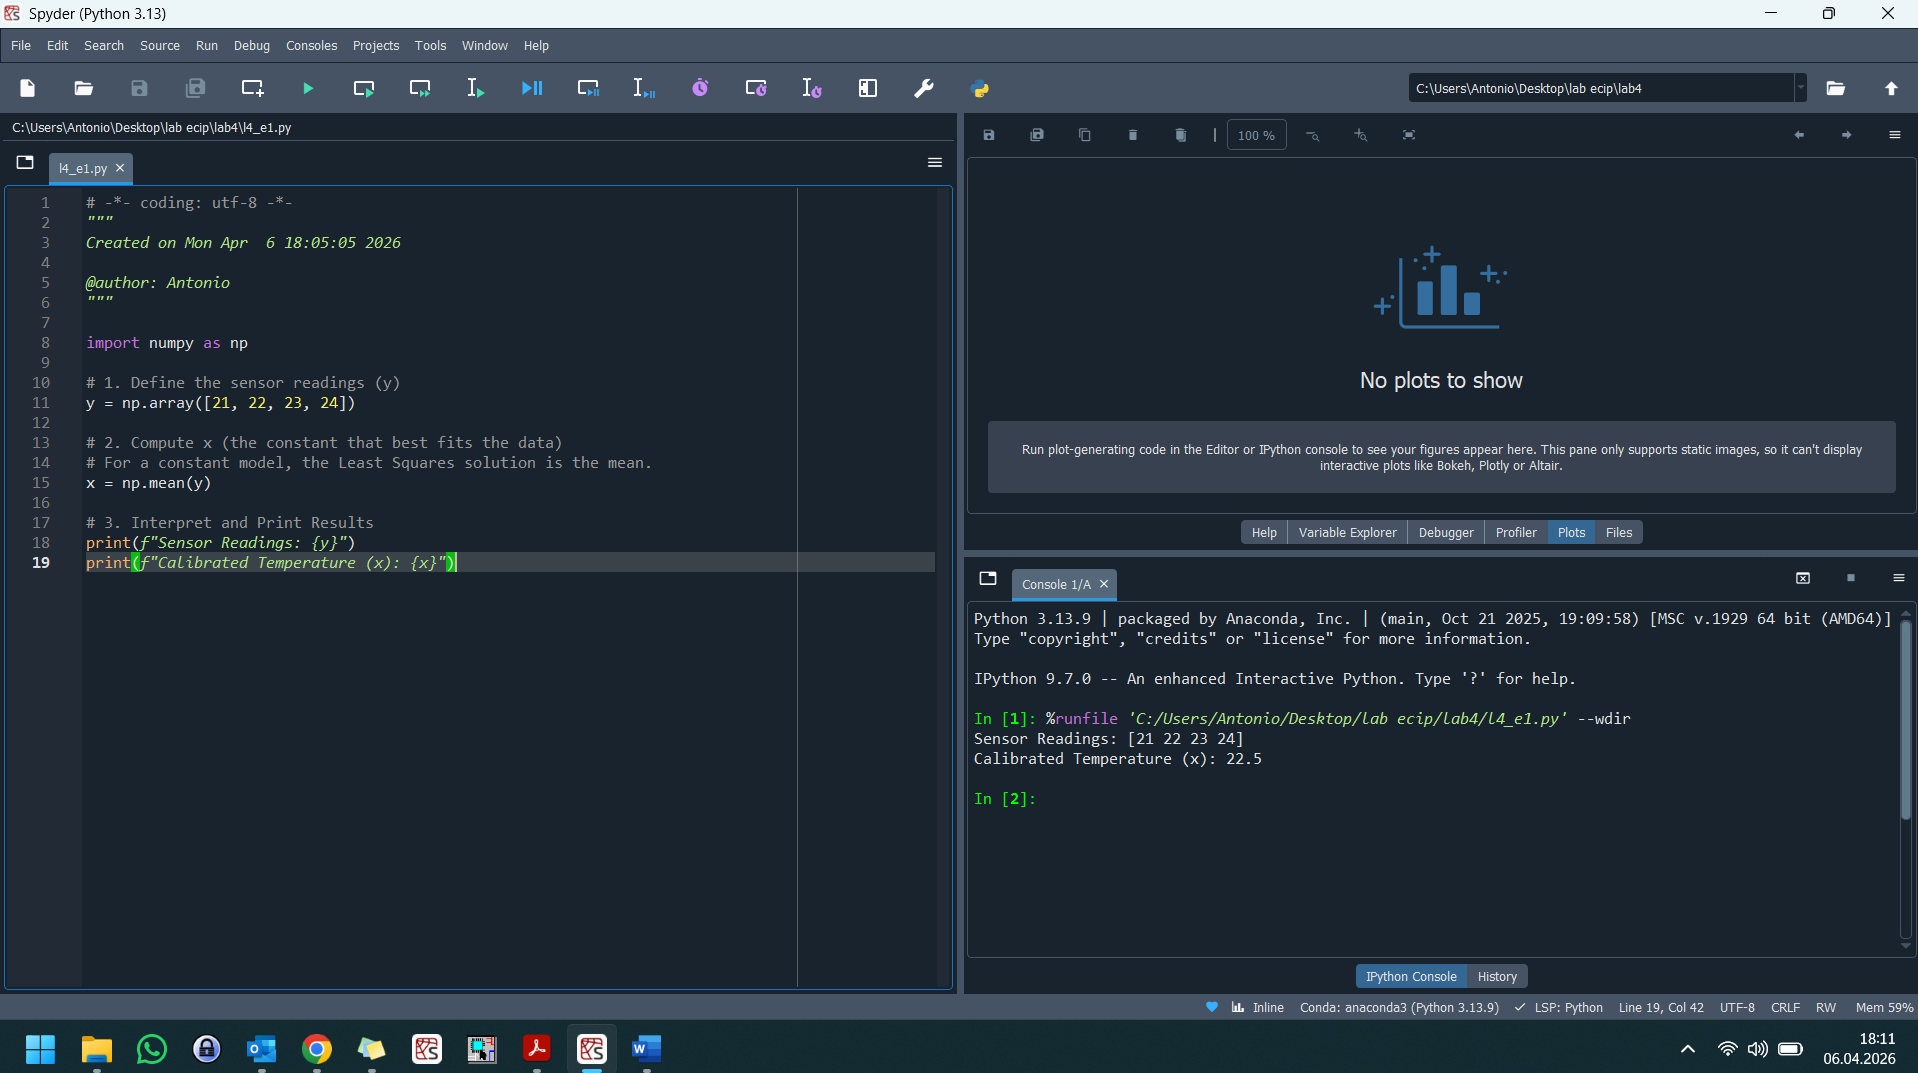 Spyder (Python 3.13)
File Edit Search Source Run Debug Consoles Projects Tools Window Help
C:\Users\Antonio\Desktop\lab ecip\lab4
C:\Users\Antonio\Desktop\lab ecip\lab4\l4_e1.py
l4_e1.py
1 # -*- coding: utf-8 -*-
2 """
3 Created on Mon Apr  6 18:05:05 2026
4
5 @author: Antonio
6 """
7
8 import numpy as np
9
10 # 1. Define the sensor readings (y)
11 y = np.array([21, 22, 23, 24])
12
13 # 2. Compute x (the constant that best fits the data)
14 # For a constant model, the Least Squares solution is the mean.
15 x = np.mean(y)
16
17 # 3. Interpret and Print Results
18 print(f"Sensor Readings: {y}")
19 print(f"Calibrated Temperature (x): {x}")
100 %
No plots to show
Run plot-generating code in the Editor or IPython console to see your figures appear here. This pane only supports static images, so it can't display
interactive plots like Bokeh, Plotly or Altair.
Help Variable Explorer Debugger Profiler Plots Files
Console 1/A
Python 3.13.9 | packaged by Anaconda, Inc. | (main, Oct 21 2025, 19:09:58) [MSC v.1929 64 bit (AMD64)]
Type "copyright", "credits" or "license" for more information.
IPython 9.7.0 -- An enhanced Interactive Python. Type '?' for help.
In [1]: %runfile 'C:/Users/Antonio/Desktop/lab ecip/lab4/l4_e1.py' --wdir
Sensor Readings: [21 22 23 24]
Calibrated Temperature (x): 22.5
In [2]:
IPython Console History
Inline Conda: anaconda3 (Python 3.13.9) LSP: Python Line 19, Col 42 UTF-8 CRLF RW Mem 59%
18:11
06.04.2026